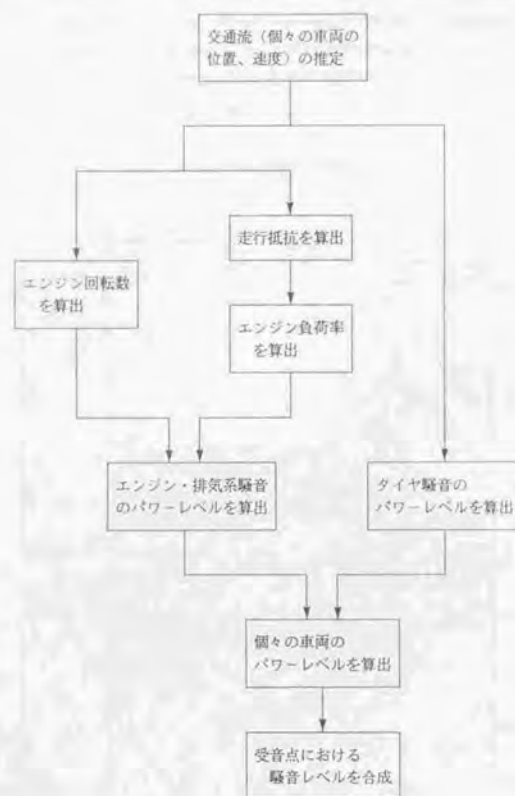 交通流（個々の車両の
位置、速度）の推定
走行抵抗を算出
エンジン回転数
を算出
エンジン負荷率
を算出
エンジン・排気系騒音
のパワーレベルを算出
タイヤ騒音の
パワーレベルを算出
個々の車両の
パワーレベルを算出
受音点における
騒音レベルを合成